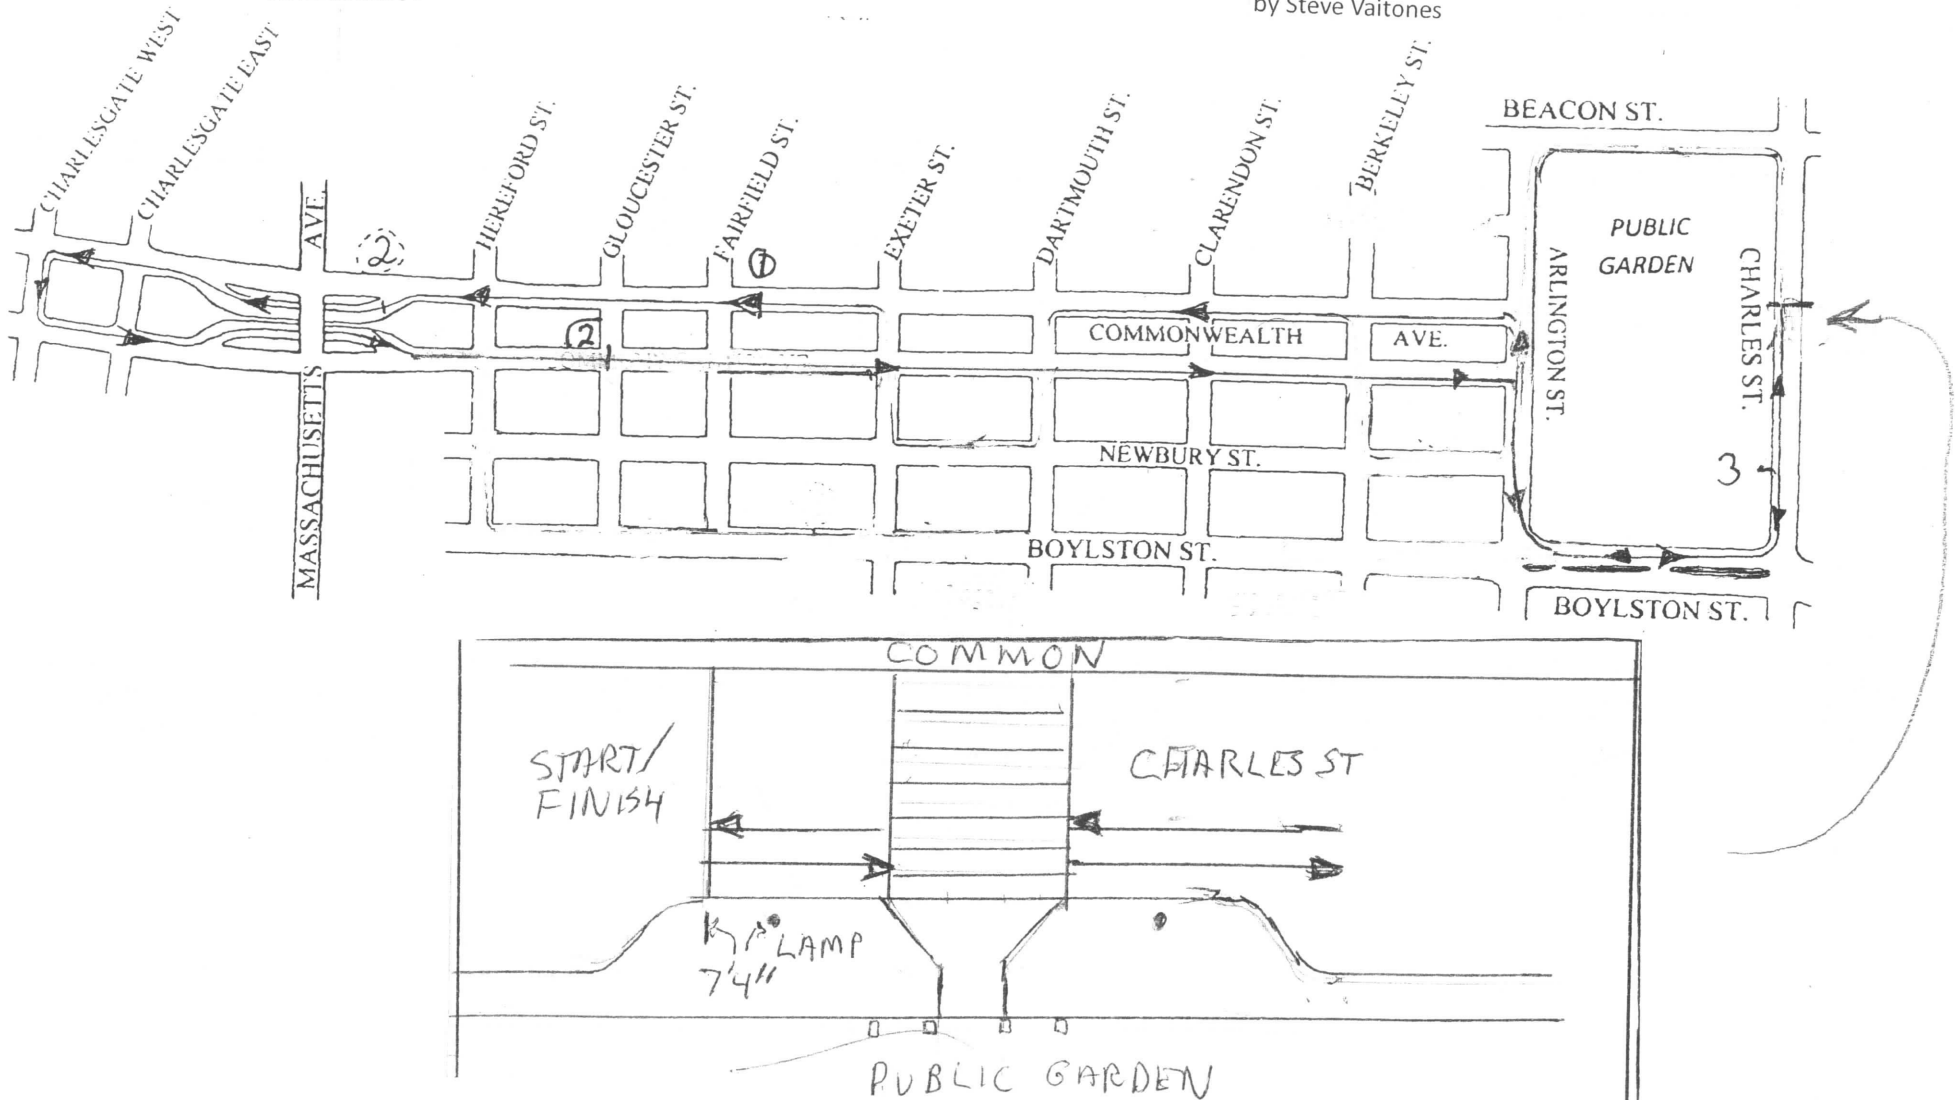 by Steve Vaitones
CHARLESGATE WEST
CHARLESGATE EAST
MASSACHUSETTS AVE.
HEREFORD ST.
GLOUCESTER ST.
FAIRFIELD ST.
EXETER ST.
DARTMOUTH ST.
CLARENDON ST.
BERKELEY ST.
BEACON ST.
PUBLIC
GARDEN
ARLINGTON ST.
CHARLES ST.
2
1
2
COMMONWEALTH AVE.
3
NEWBURY ST.
BOYLSTON ST.
BOYLSTON ST.
COMMON
START/
FINISH
CHARLES ST
LAMP
7'4"
PUBLIC GARDEN